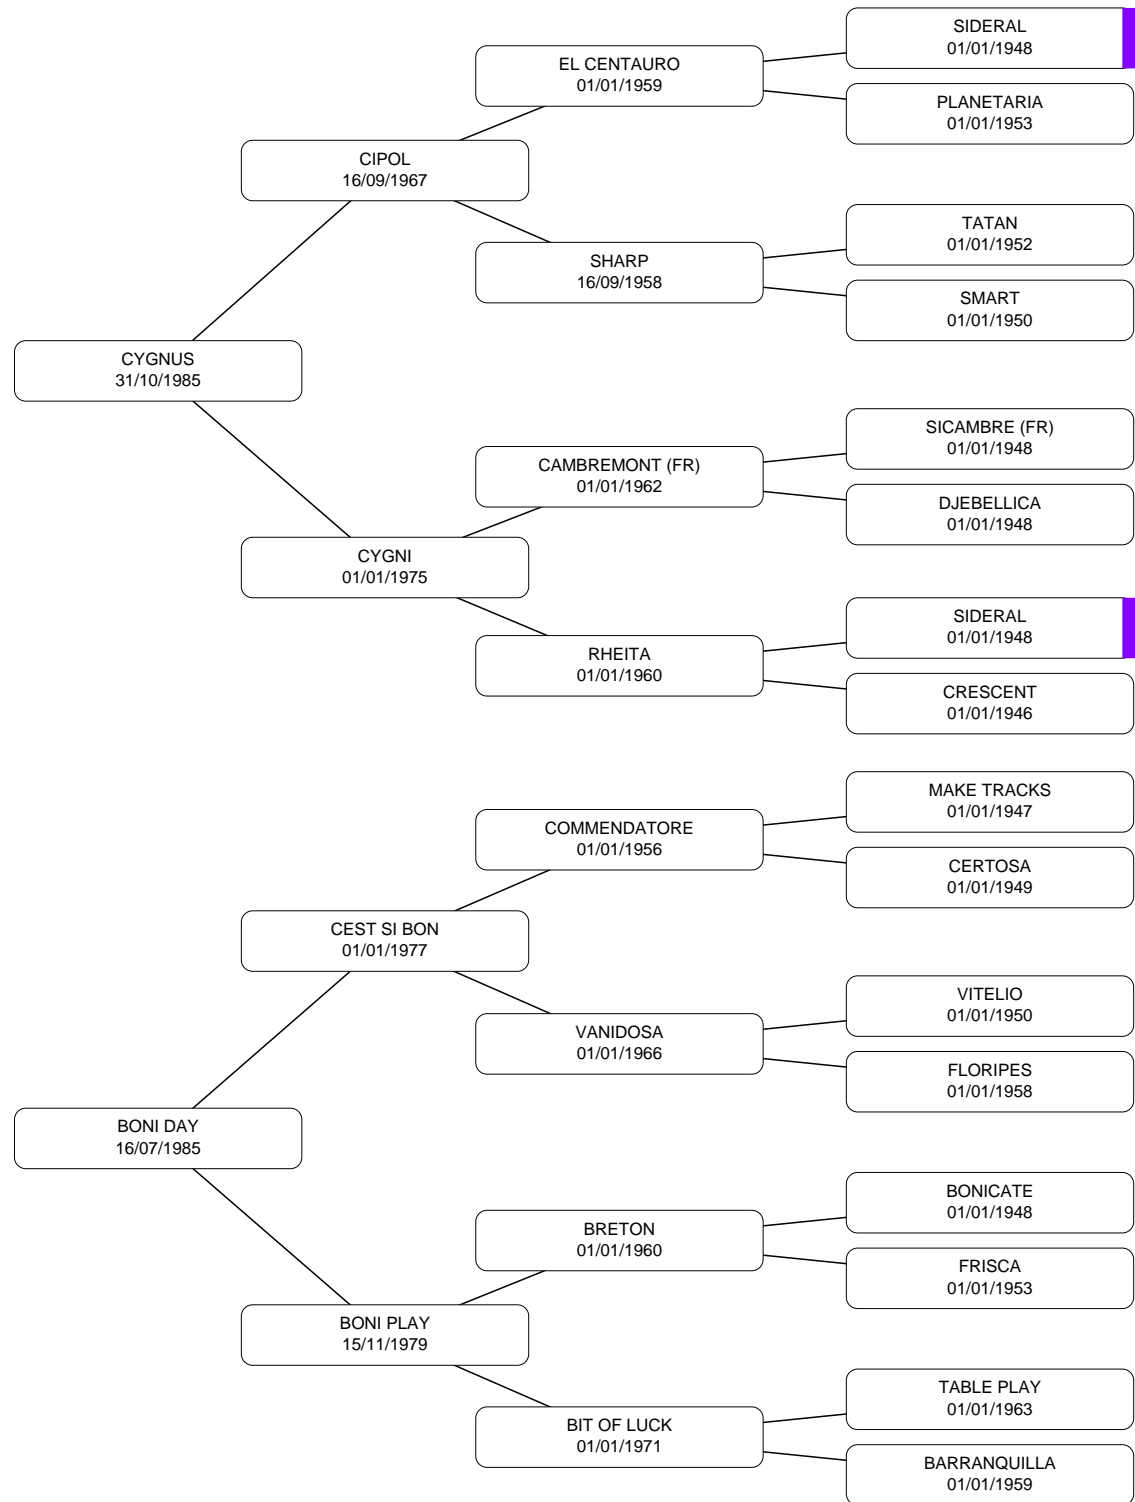 SIDERAL
01/01/1948
EL CENTAURO
01/01/1959
PLANETARIA
01/01/1953
CIPOL
16/09/1967
TATAN
01/01/1952
SHARP
16/09/1958
SMART
01/01/1950
CYGNUS
31/10/1985
SICAMBRE (FR)
01/01/1948
CAMBREMONT (FR)
01/01/1962
DJEBELLICA
01/01/1948
CYGNI
01/01/1975
SIDERAL
01/01/1948
RHEITA
01/01/1960
CRESCENT
01/01/1946
MAKE TRACKS
01/01/1947
COMMENDATORE
01/01/1956
CERTOSA
01/01/1949
CEST SI BON
01/01/1977
VITELIO
01/01/1950
VANIDOSA
01/01/1966
FLORIPES
01/01/1958
BONI DAY
16/07/1985
BONICATE
01/01/1948
BRETON
01/01/1960
FRISCA
01/01/1953
BONI PLAY
15/11/1979
TABLE PLAY
01/01/1963
BIT OF LUCK
01/01/1971
BARRANQUILLA
01/01/1959